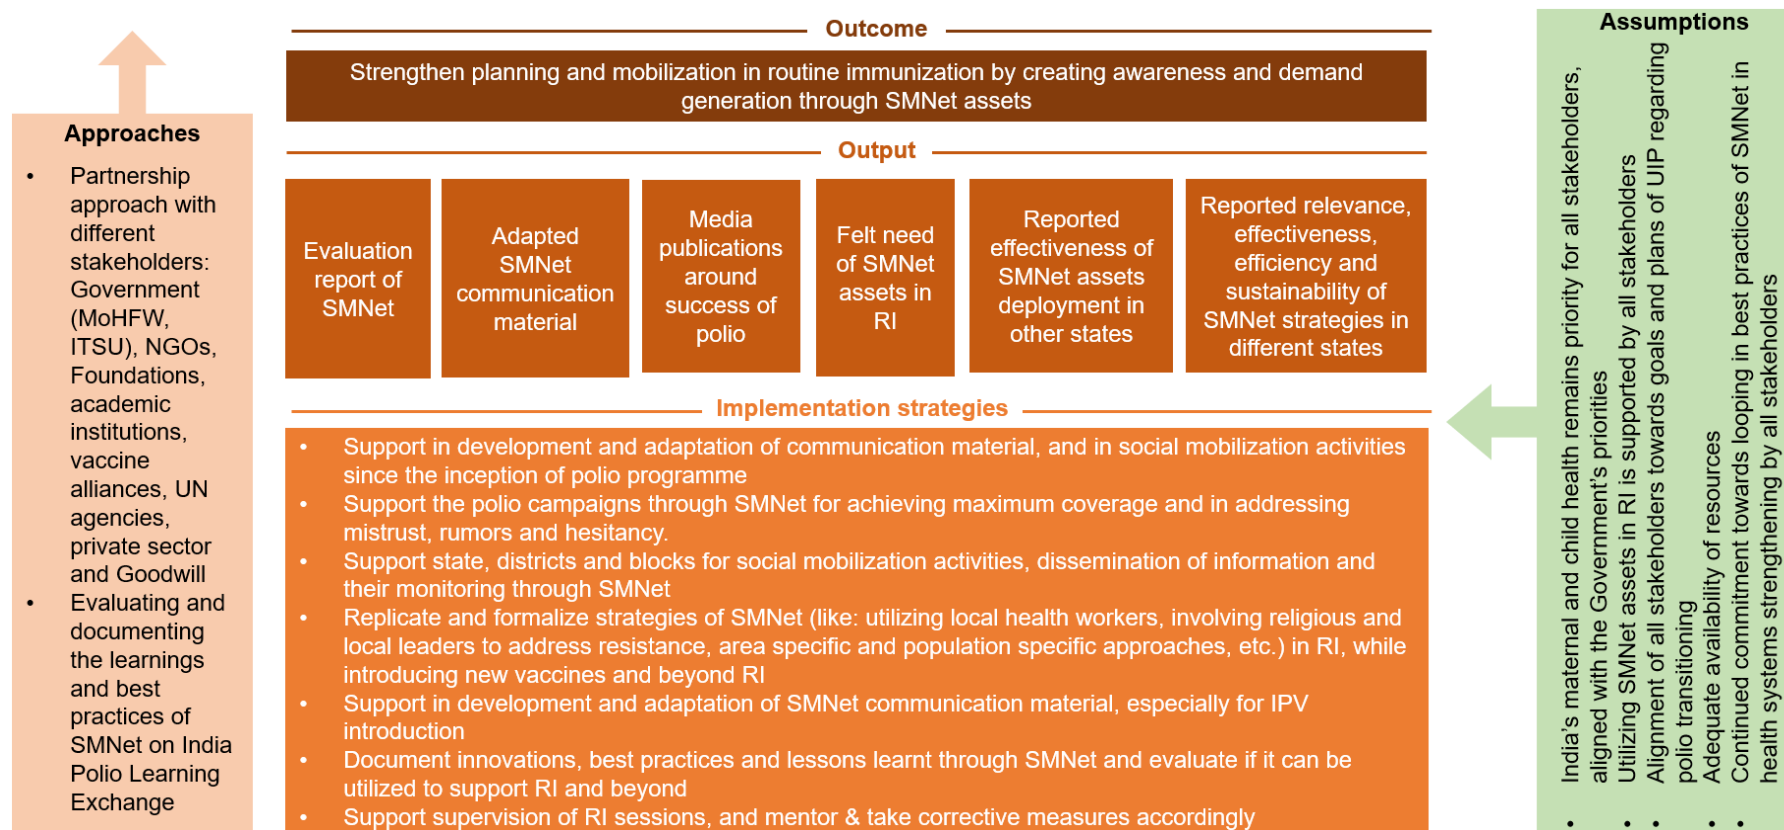 Approaches
• Partnership
approach with
different
stakeholders:
Government
(MoHFW,
ITSU), NGOs,
Foundations,
academic
institutions,
vaccine
alliances, UN
agencies,
private sector
and Goodwill
• Evaluating and
documenting
the learnings
and best
practices of
SMNet on India
Polio Learning
Exchange
Outcome
Strengthen planning and mobilization in routine immunization by creating awareness and demand
generation through SMNet assets
Output
Evaluation
report of
SMNet
Adapted
SMNet
communication
material
Media
publications
around
success of
polio
Felt need
of SMNet
assets in
RI
Reported
effectiveness of
SMNet assets
deployment in
other states
Reported relevance,
effectiveness,
efficiency and
sustainability of
SMNet strategies in
different states
Implementation strategies
• Support in development and adaptation of communication material, and in social mobilization activities
since the inception of polio programme
• Support the polio campaigns through SMNet for achieving maximum coverage and in addressing
mistrust, rumors and hesitancy.
• Support state, districts and blocks for social mobilization activities, dissemination of information and
their monitoring through SMNet
• Replicate and formalize strategies of SMNet (like: utilizing local health workers, involving religious and
local leaders to address resistance, area specific and population specific approaches, etc.) in RI, while
introducing new vaccines and beyond RI
• Support in development and adaptation of SMNet communication material, especially for IPV
introduction
• Document innovations, best practices and lessons learnt through SMNet and evaluate if it can be
utilized to support RI and beyond
• Support supervision of RI sessions, and mentor & take corrective measures accordingly
Assumptions
• India's maternal and child health remains priority for all stakeholders,
aligned with the Government's priorities
• Utilizing SMNet assets in RI is supported by all stakeholders
• Alignment of all stakeholders towards goals and plans of UIP regarding
polio transitioning
• Adequate availability of resources
• Continued commitment towards looping in best practices of SMNet in
health systems strengthening by all stakeholders